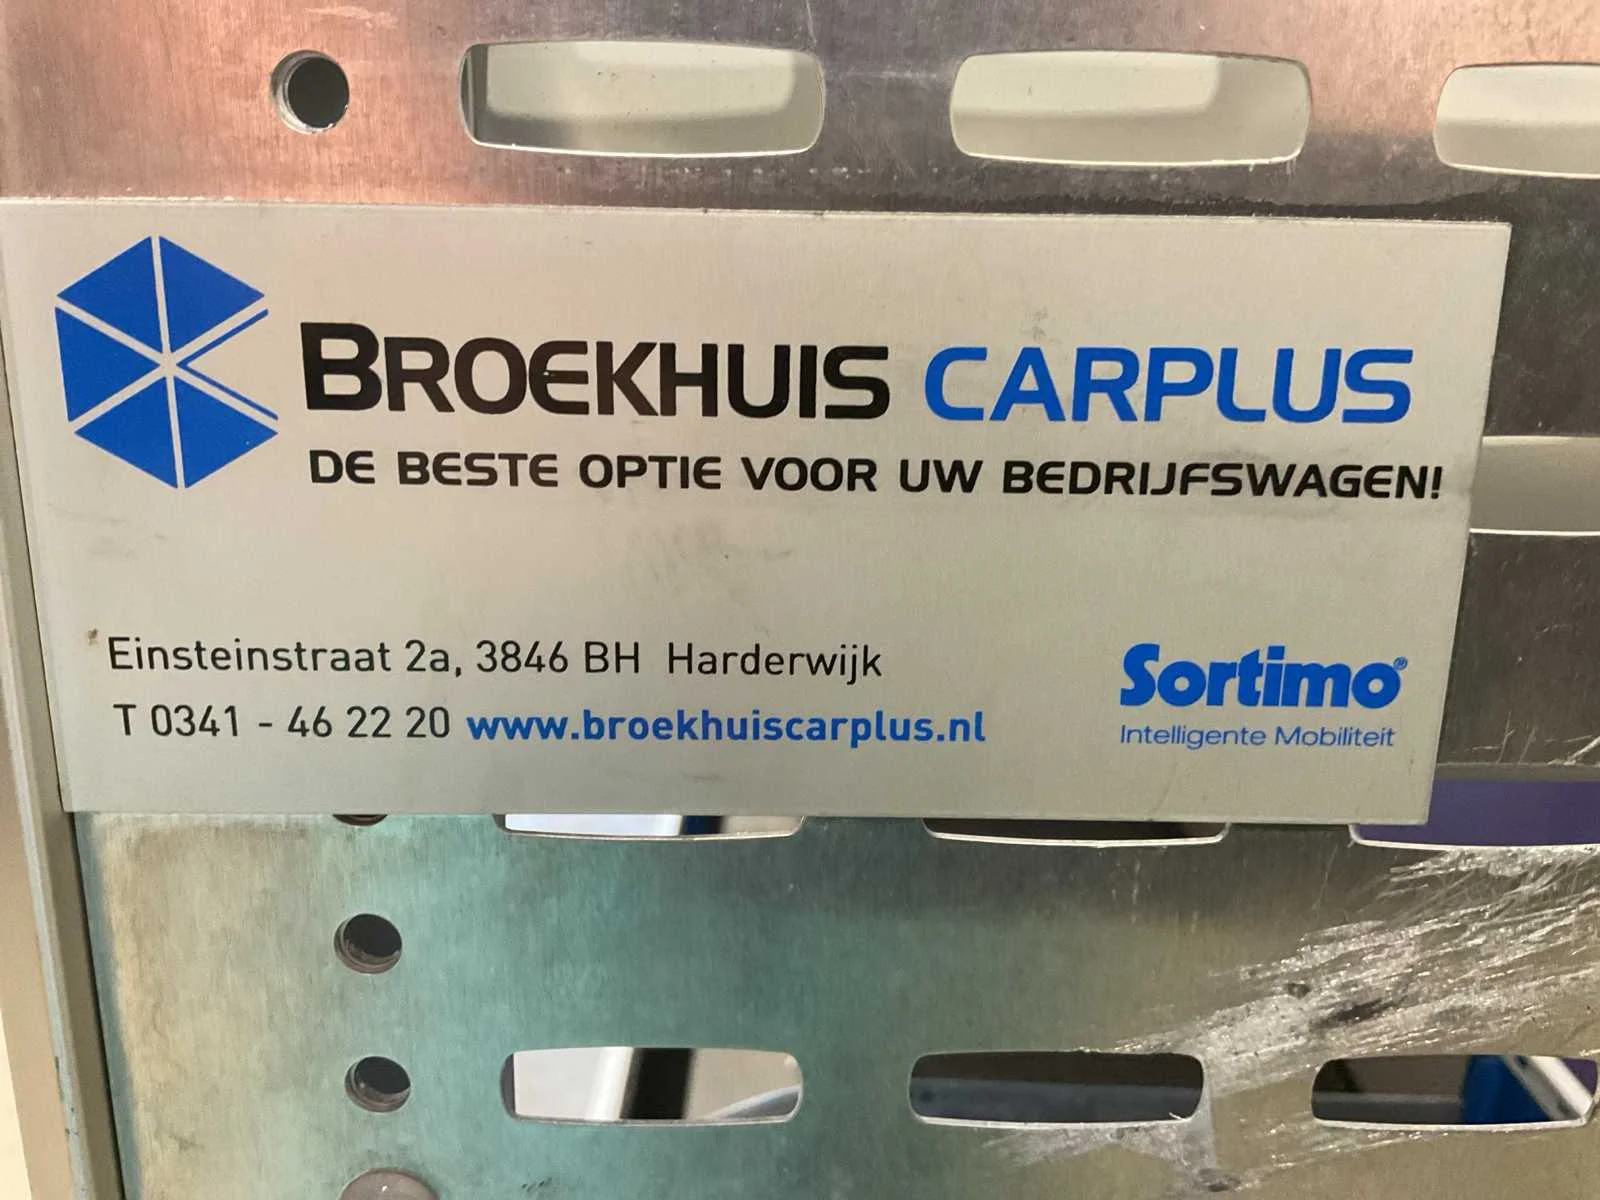 BROEKHUIS CARPLUS
DE BESTE OPTIE VOOR UW BEDRIJFSWAGEN!
Einsteinstraat 2a, 3846 BH Harderwijk
T 0341 - 46 22 20 www.broekhuiscarplus.nl
Sortimo®
Intelligente Mobiliteit